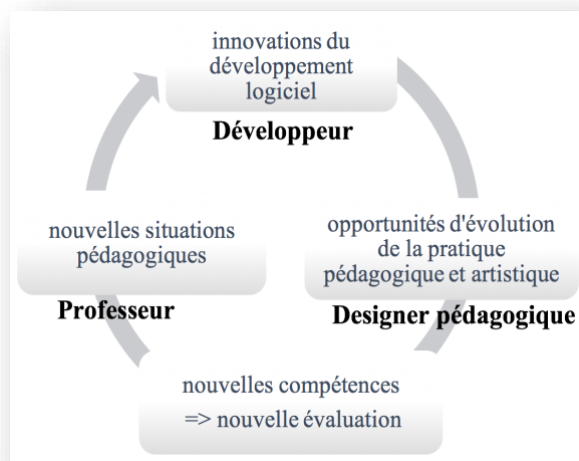 innovations du
développement
logiciel
Développeur
opportunités d'évolution
de la pratique
pédagogique et artistique
Designer pédagogique
nouvelles compétences
=> nouvelle évaluation
nouvelles situations
pédagogiques
Professeur